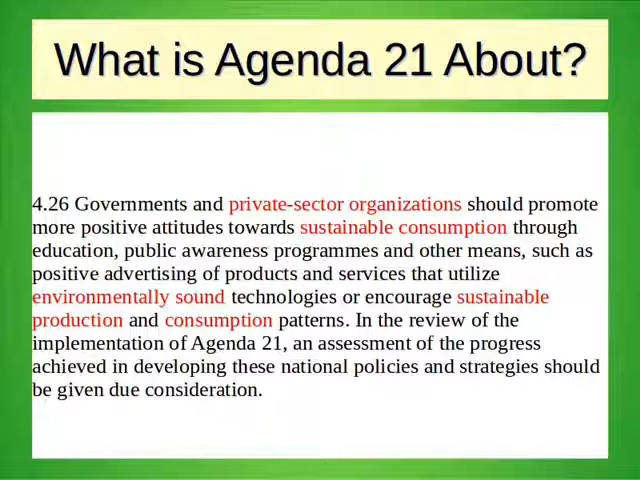 What is Agenda 21 About?
4.26 Governments and private-sector organizations should promote
more positive attitudes towards sustainable consumption through
education, public awareness programmes and other means, such as
positive advertising of products and services that utilize
environmentally sound technologies or encourage sustainable
production and consumption patterns. In the review of the
implementation of Agenda 21, an assessment of the progress
achieved in developing these national policies and strategies should
be given due consideration.